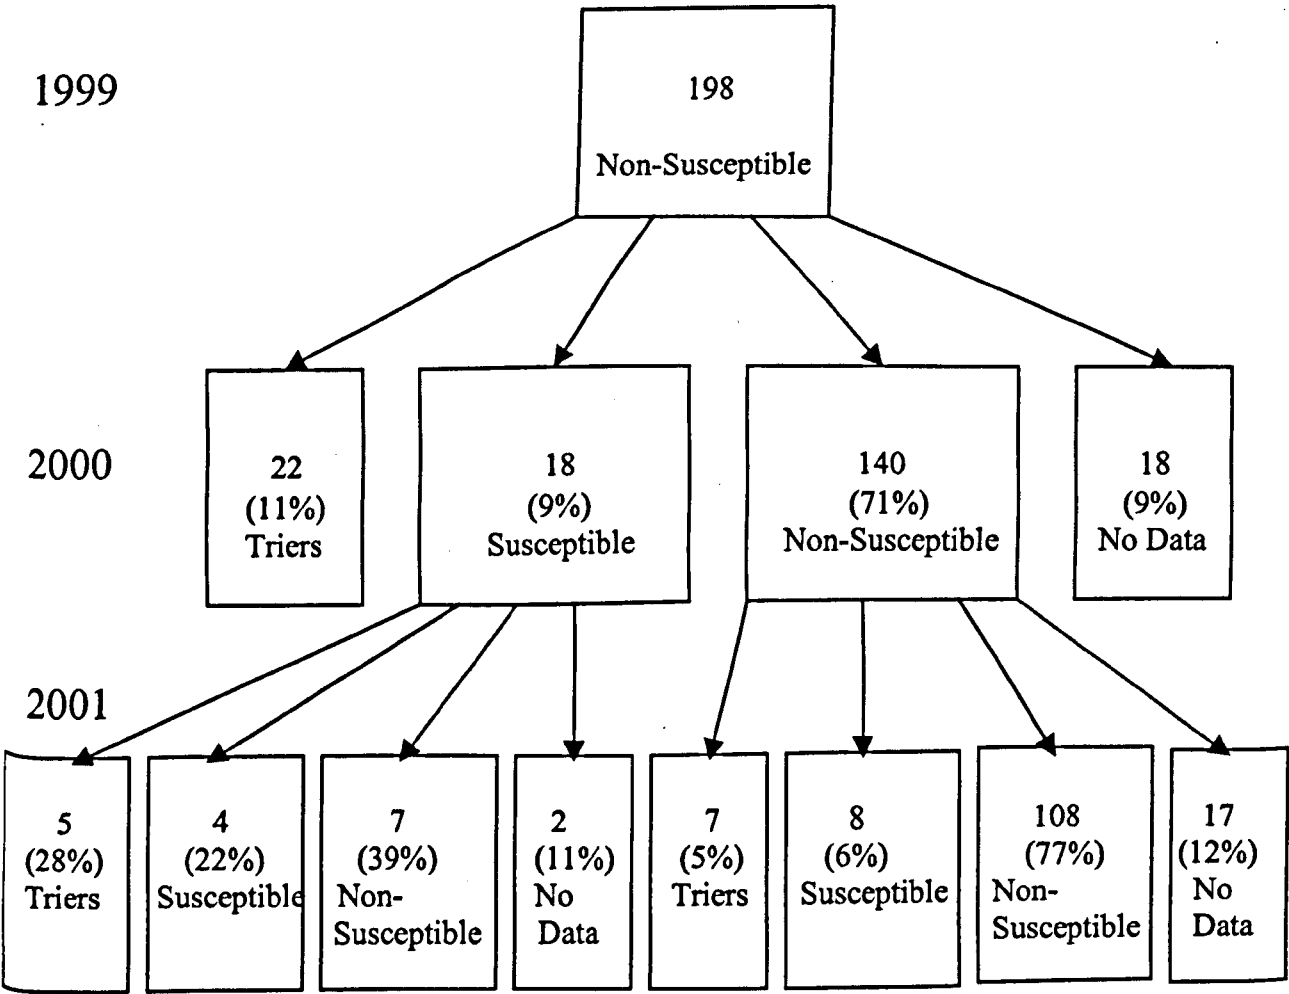 1999
198
Non-Susceptible
2000
22
(11%)
Triers
18
(9%)
Susceptible
140
(71%)
Non-Susceptible
18
(9%)
No Data
2001
5
(28%)
Triers
4
(22%)
Susceptible
7
(39%)
Non-
Susceptible
2
(11%)
No
Data
7
(5%)
Triers
8
(6%)
Susceptible
108
(77%)
Non-
Susceptible
17
(12%)
No
Data